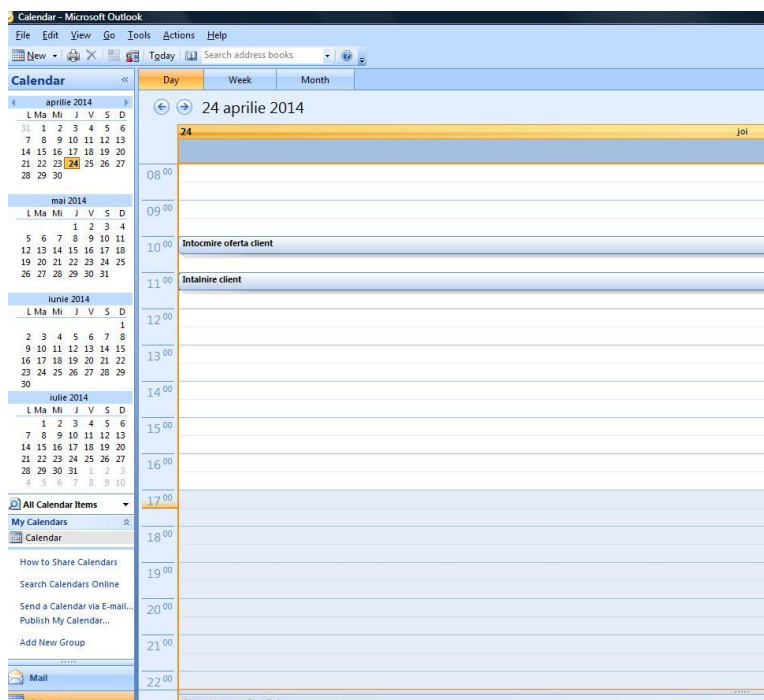 Calendar - Microsoft Outlook
File Edit View Go Tools Actions Help
New Today Search address books
Calendar «
Day Week Month
24 aprilie 2014
24 joi
aprilie 2014
L Ma Mi J V S D
31 1 2 3 4 5 6
7 8 9 10 11 12 13
14 15 16 17 18 19 20
21 22 23 24 25 26 27
28 29 30
mai 2014
L Ma Mi J V S D
1 2 3 4
5 6 7 8 9 10 11
12 13 14 15 16 17 18
19 20 21 22 23 24 25
26 27 28 29 30 31
iunie 2014
L Ma Mi J V S D
1
2 3 4 5 6 7 8
9 10 11 12 13 14 15
16 17 18 19 20 21 22
23 24 25 26 27 28 29
30
iulie 2014
L Ma Mi J V S D
1 2 3 4 5 6
7 8 9 10 11 12 13
14 15 16 17 18 19 20
21 22 23 24 25 26 27
28 29 30 31 1 2 3
4 5 6 7 8 9 10
All Calendar Items
My Calendars
Calendar
How to Share Calendars
Search Calendars Online
Send a Calendar via E-mail...
Publish My Calendar...
Add New Group
Mail
08 00
09 00
10 00 Intocmire oferta client
11 00 Intalnire client
12 00
13 00
14 00
15 00
16 00
17 00
18 00
19 00
20 00
21 00
22 00